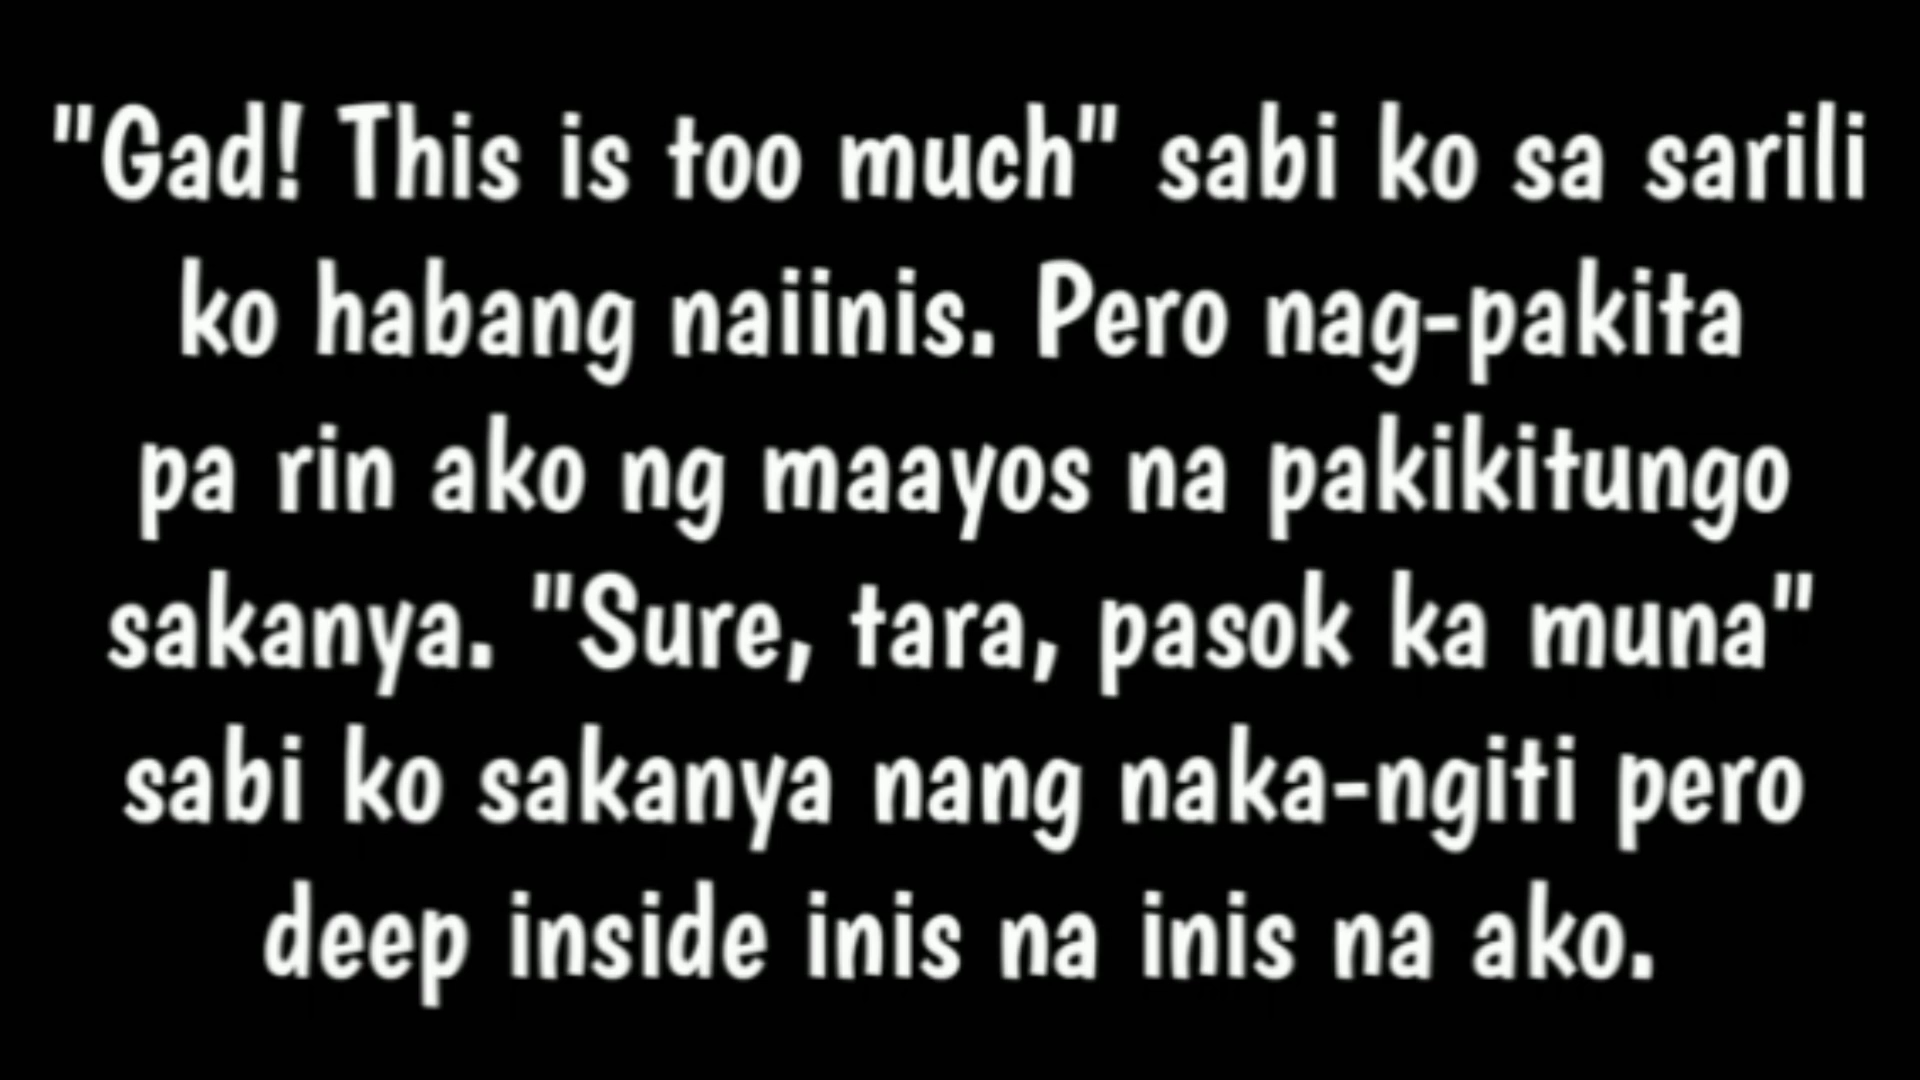 "Gad! This is too much" sabi ko sa sarili
ko habang naiinis. Pero nag-pakita
pa rin ako ng maayos na pakikitungo
sakanya. "Sure, tara, pasok ka muna"
sabi ko sakanya nang naka-ngiti pero
deep inside inis na inis na ako.